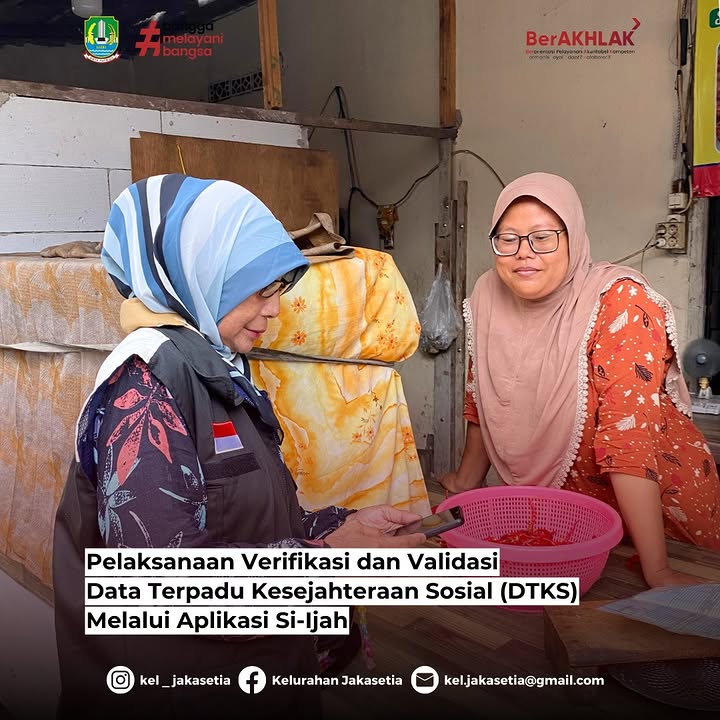 #bangga
melayani
bangsa
BerAKHLAK
Pelaksanaan Verifikasi dan Validasi
Data Terpadu Kesejahteraan Sosial (DTKS)
Melalui Aplikasi Si-Ijah
kel_jakasetia Kelurahan Jakasetia kel.jakasetia@gmail.com